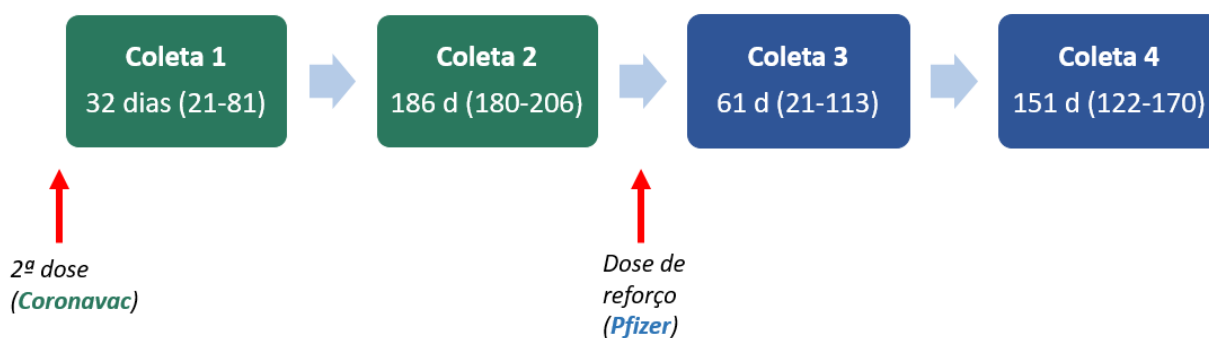 Coleta 1
32 dias (21-81)
Coleta 2
186 d (180-206)
Coleta 3
61 d (21-113)
Coleta 4
151 d (122-170)
2ª dose
(Coronavac)
Dose de
reforço
(Pfizer)